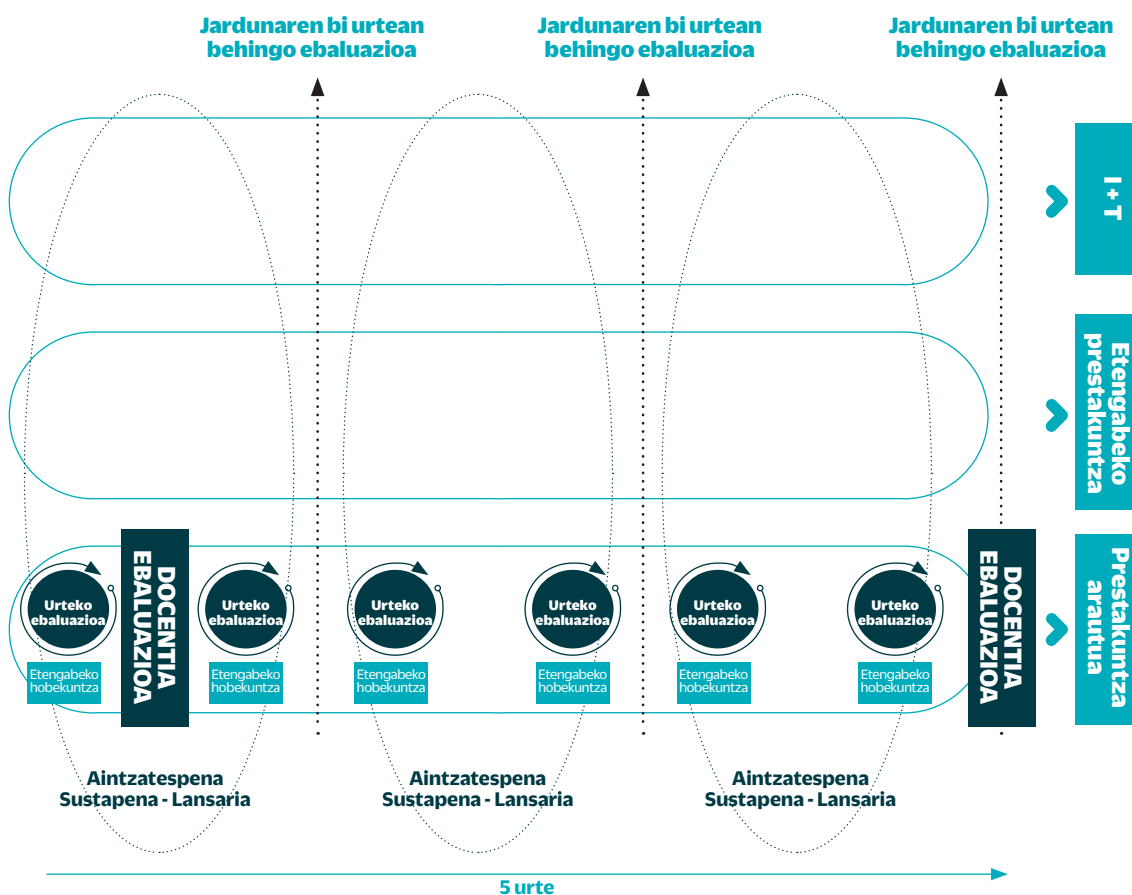 Jardunaren bi urtean
behingo ebaluazioa
Jardunaren bi urtean
behingo ebaluazioa
Jardunaren bi urtean
behingo ebaluazioa
I + T
Etengabeko
prestakuntza
Prestakuntza
arautua
Urteko
ebaluazioa
Etengabeko
hobekuntza
DOCENTIA
EBALUAZIOA
Urteko
ebaluazioa
Etengabeko
hobekuntza
Urteko
ebaluazioa
Etengabeko
hobekuntza
Urteko
ebaluazioa
Etengabeko
hobekuntza
Urteko
ebaluazioa
Etengabeko
hobekuntza
Urteko
ebaluazioa
Etengabeko
hobekuntza
DOCENTIA
EBALUAZIOA
Aintzatespena
Sustapena - Lansaria
Aintzatespena
Sustapena - Lansaria
Aintzatespena
Sustapena - Lansaria
5 urte